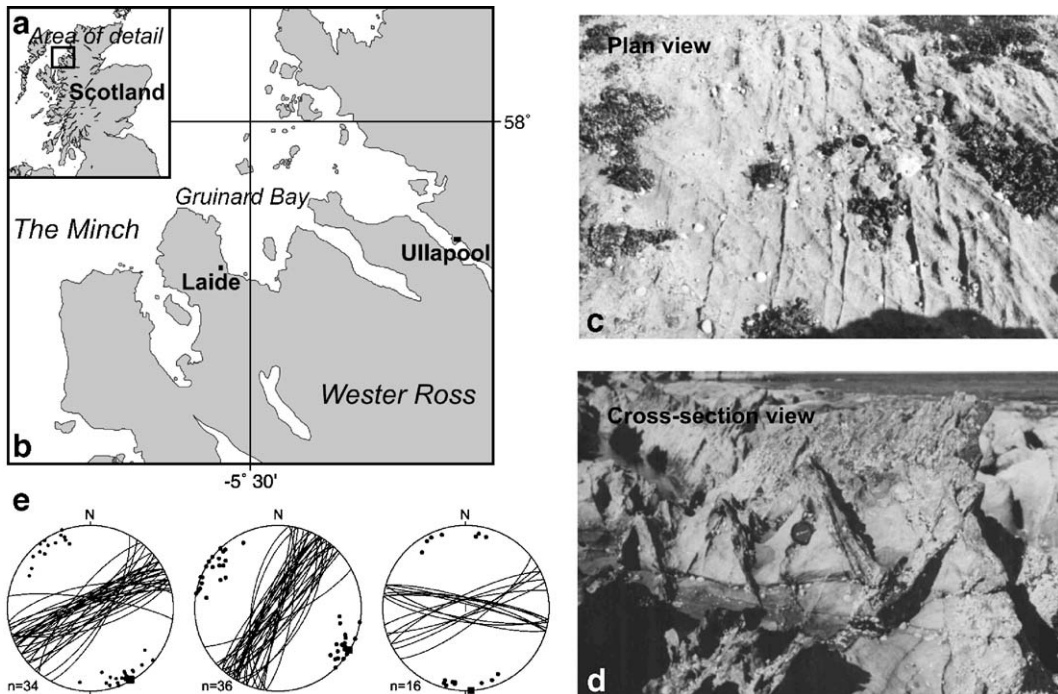 a
Area of detail
Scotland
58°
Gruinard Bay
The Minch
Ullapool
Laide
Wester Ross
b
-5° 30'
Plan view
c
Cross-section view
d
e
N
N
N
n=34
n=36
n=16